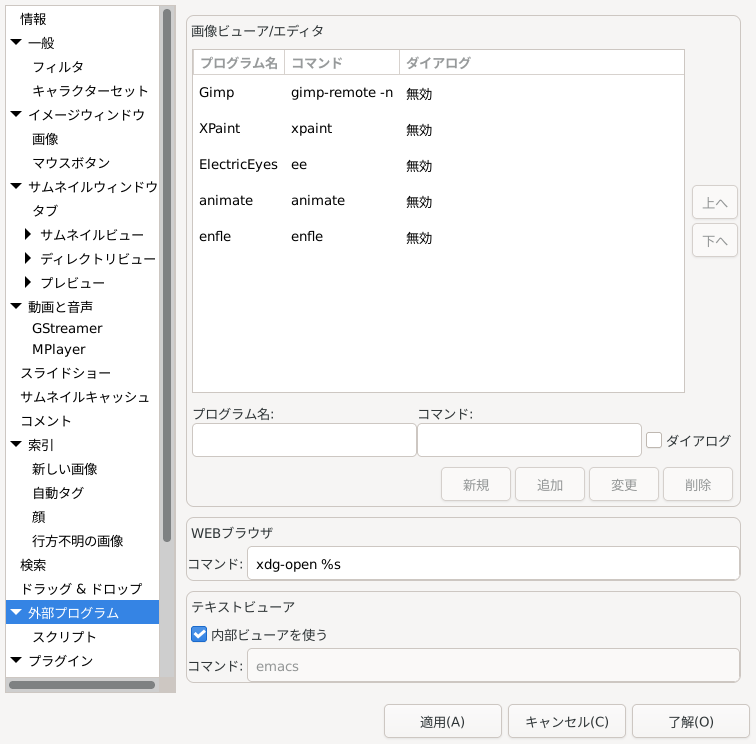 情報
一般
フィルタ
キャラクターセット
イメージウィンドウ
画像
マウスボタン
サムネイルウィンドウ
タブ
サムネイルビュー
ディレクトリビュー
プレビュー
動画と音声
GStreamer
MPlayer
スライドショー
サムネイルキャッシュ
コメント
索引
新しい画像
自動タグ
顔
行方不明の画像
検索
ドラッグ & ドロップ
外部プログラム
スクリプト
プラグイン
画像ビューア/エディタ
プログラム名 コマンド ダイアログ
Gimp gimp-remote -n 無効
XPaint xpaint 無効
ElectricEyes ee 無効
animate animate 無効
enfle enfle 無効
上へ
下へ
プログラム名: コマンド:
ダイアログ
新規 追加 変更 削除
WEBブラウザ
コマンド: xdg-open %s
テキストビューア
内部ビューアを使う
コマンド: emacs
適用(A) キャンセル(C) 了解(O)